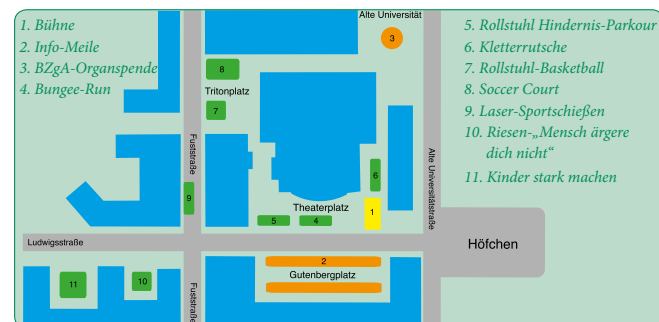 1. Bühne
2. Info-Meile
3. BZgA-Organspende
4. Bungee-Run
Alte Universität
3
8
Tritonplatz
7
Fuststraße
9
6
Theaterplatz
5
4
1
Alte Universitätstraße
Ludwigsstraße
Höfchen
2
Gutenbergplatz
11
10
Fuststraße
5. Rollstuhl Hindernis-Parkour
6. Kletterrutsche
7. Rollstuhl-Basketball
8. Soccer Court
9. Laser-Sportschießen
10. Riesen-„Mensch ärgere
dich nicht“
11. Kinder stark machen